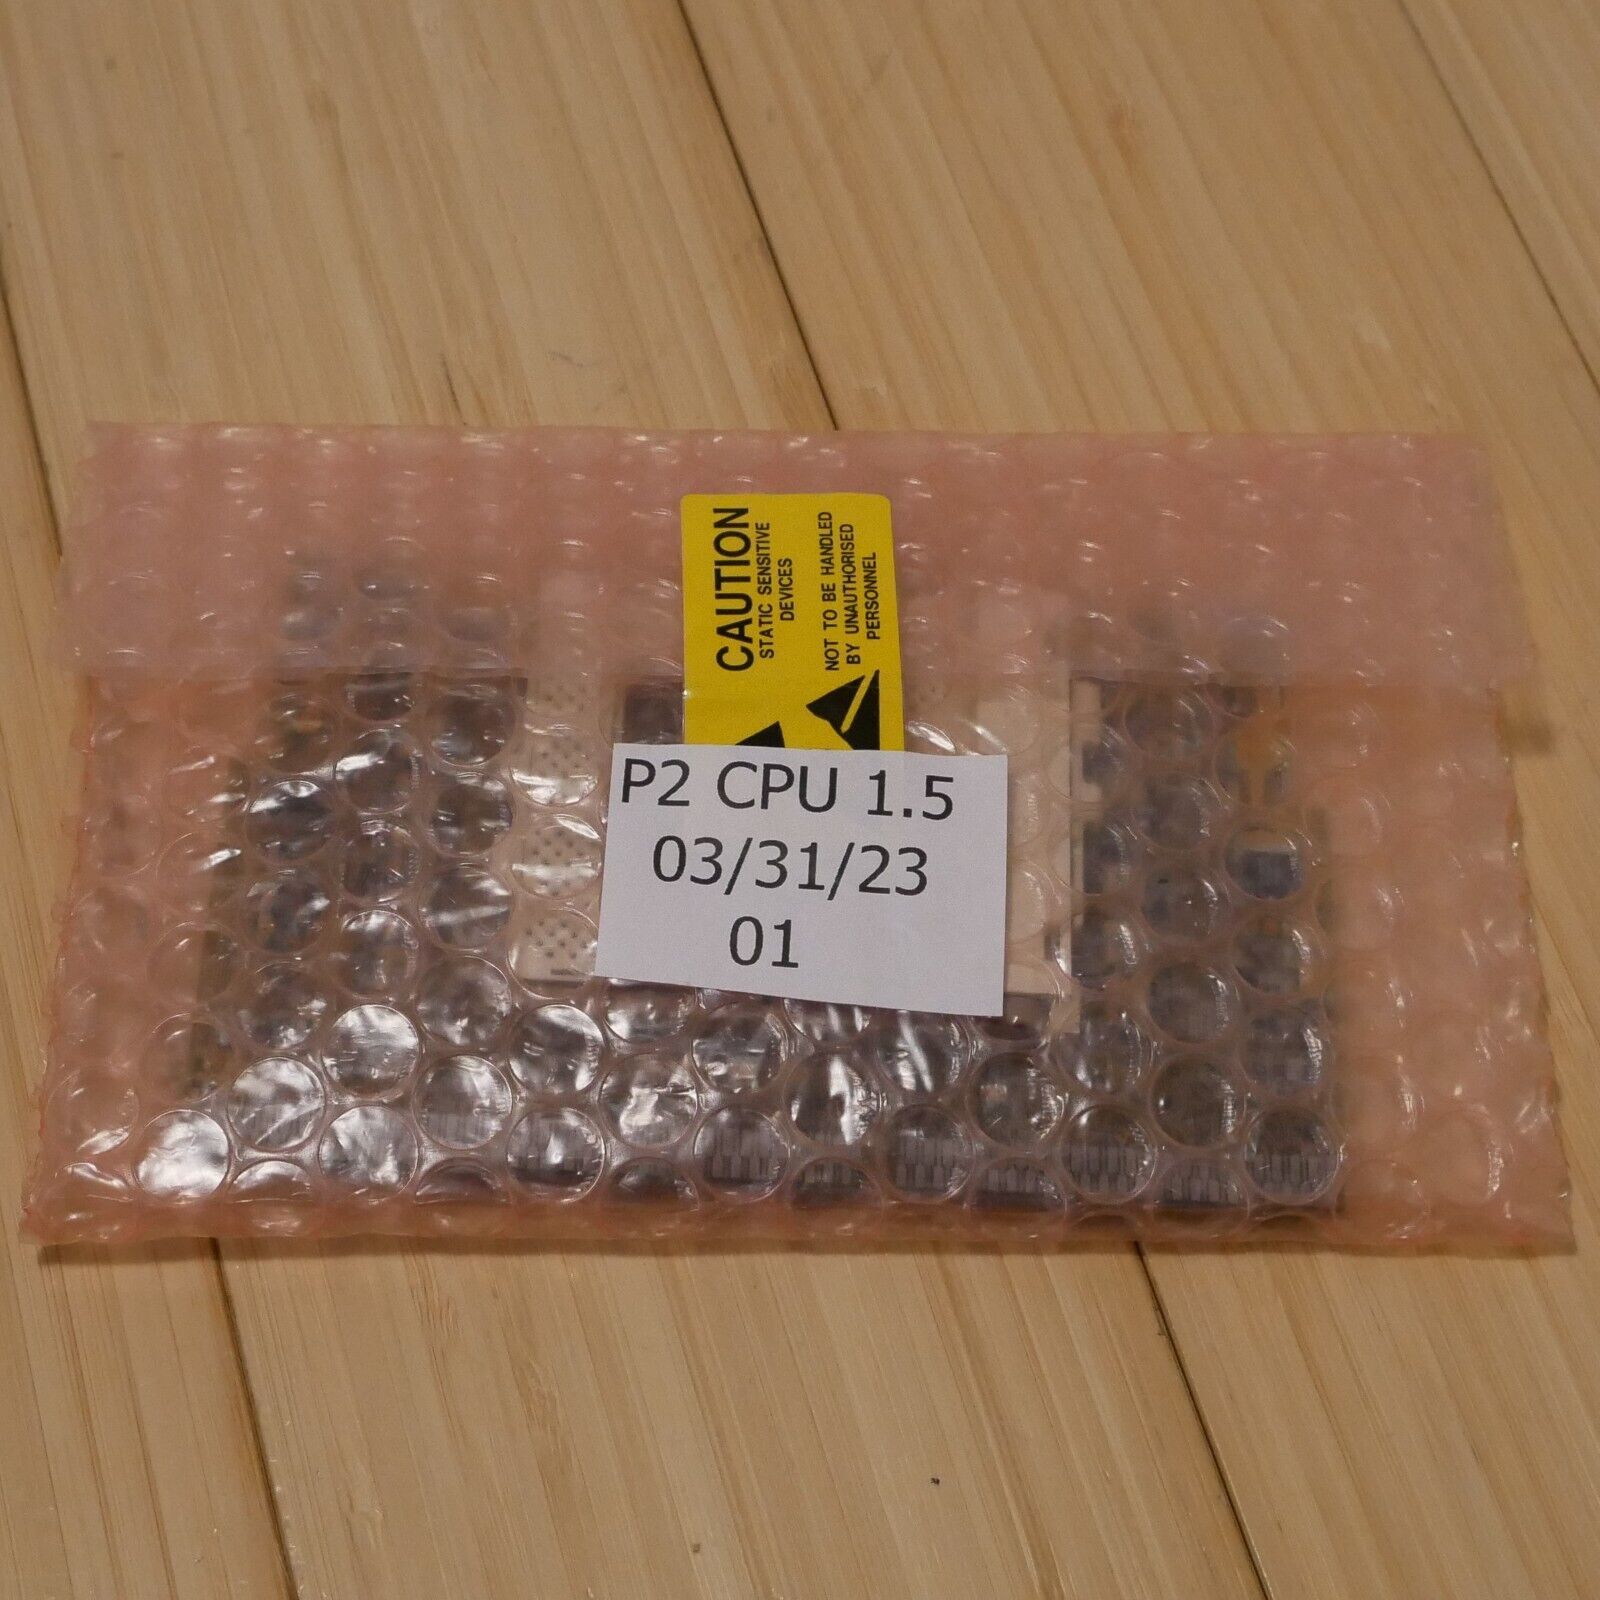 CAUTION
STATIC SENSITIVE
DEVICES
NOT TO BE HANDLED
BY UNAUTHORISED
PERSONNEL
P2 CPU 1.5
03/31/23
01